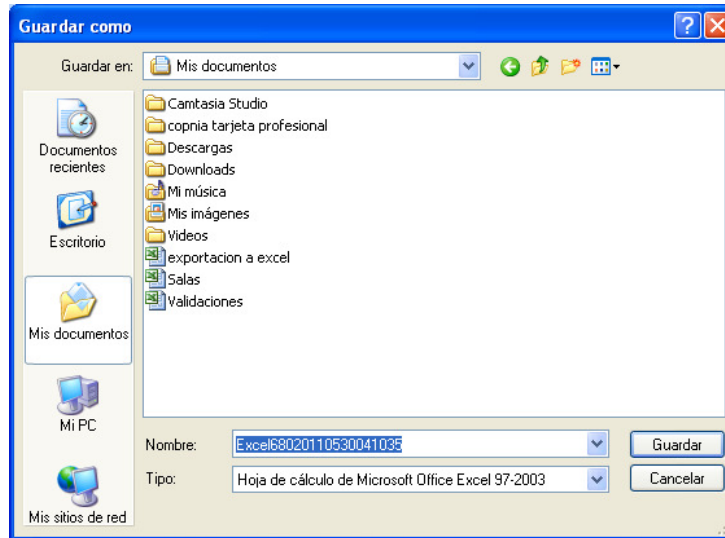 Guardar como
Guardar en:
Mis documentos
Documentos
recientes
Escritorio
Mis documentos
Mi PC
Mis sitios de red
Camtasia Studio
copnia tarjeta profesional
Descargas
Downloads
Mi música
Mis imágenes
Videos
exportacion a excel
Salas
Validaciones
Nombre:
Excel68020110530041035
Guardar
Tipo:
Hoja de cálculo de Microsoft Office Excel 97-2003
Cancelar